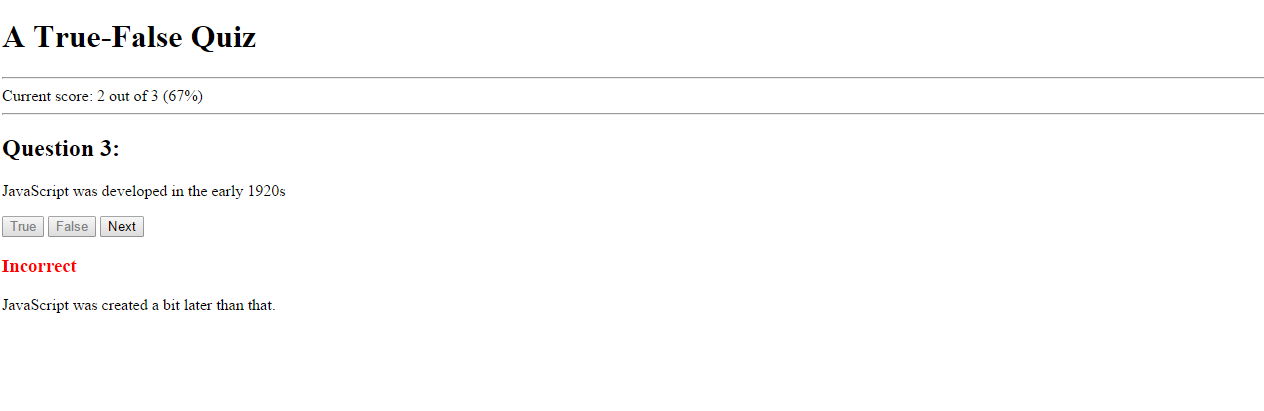 A True-False Quiz
Current score: 2 out of 3 (67%)
Question 3:
JavaScript was developed in the early 1920s
True False Next
Incorrect
JavaScript was created a bit later than that.